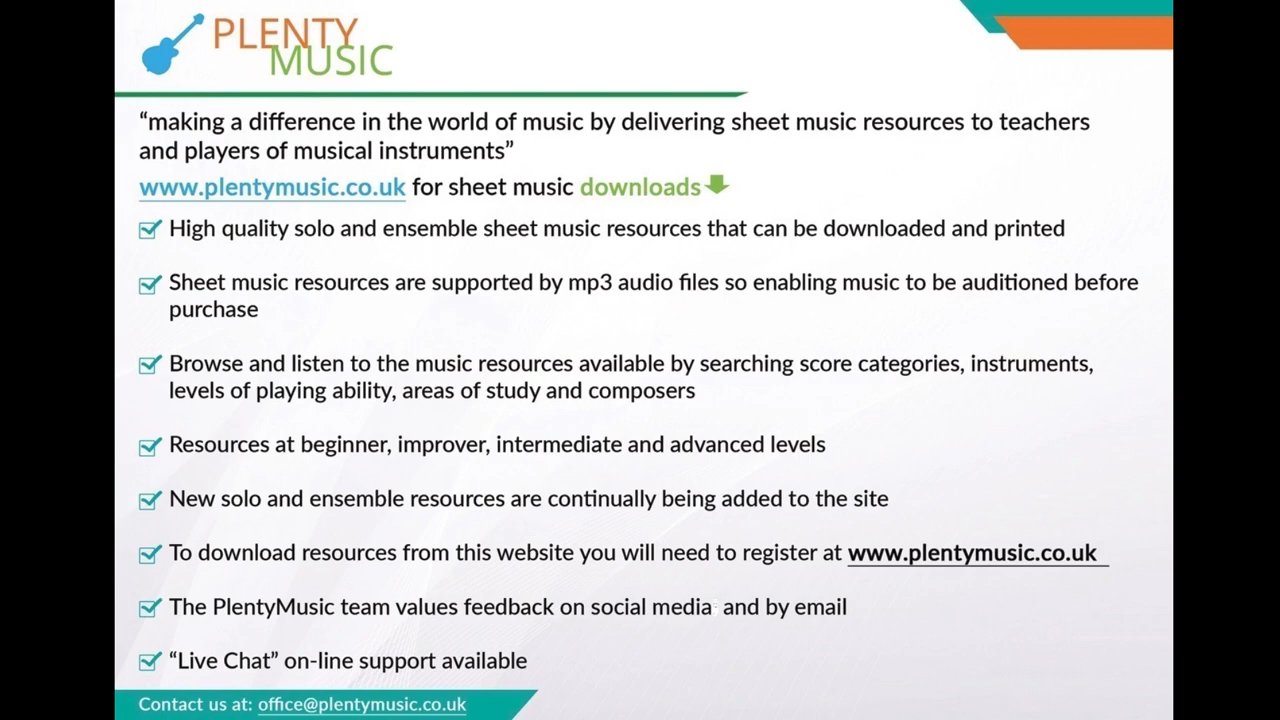 PLENTY
MUSIC
“making a difference in the world of music by delivering sheet music resources to teachers
and players of musical instruments”
www.plentymusic.co.uk for sheet music downloads
High quality solo and ensemble sheet music resources that can be downloaded and printed
Sheet music resources are supported by mp3 audio files so enabling music to be auditioned before
purchase
Browse and listen to the music resources available by searching score categories, instruments,
levels of playing ability, areas of study and composers
Resources at beginner, improver, intermediate and advanced levels
New solo and ensemble resources are continually being added to the site
To download resources from this website you will need to register at www.plentymusic.co.uk
The PlentyMusic team values feedback on social media and by email
“Live Chat” on-line support available
Contact us at: office@plentymusic.co.uk